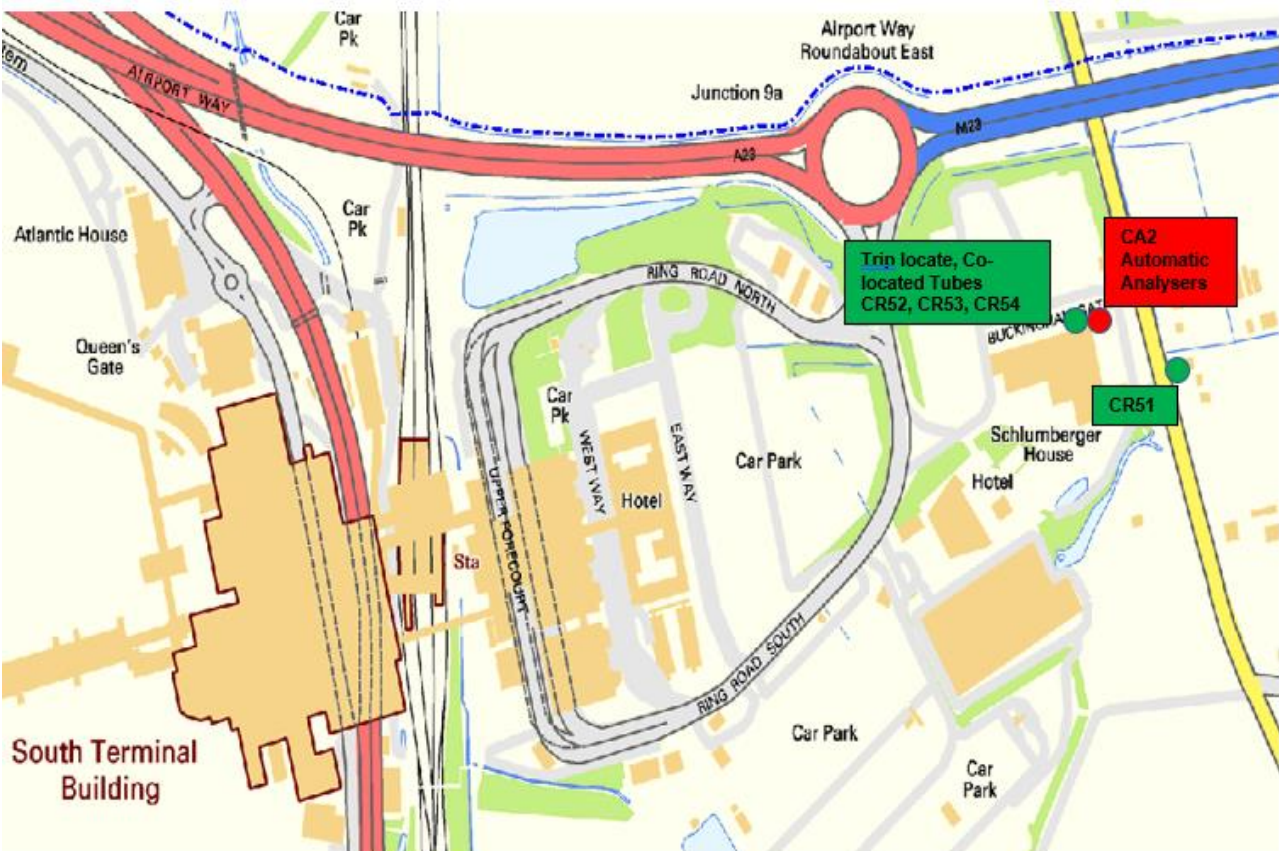 Car
Pk
Airport Way
Roundabout East
AIRPORT WAY
Junction 9a
M23
A23
Atlantic House
Car
Pk
Trip locate, Co-
located Tubes
CR52, CR53, CR54
CA2
Automatic
Analysers
RING ROAD NORTH
Queen's
Gate
CR51
Car
Pk
WEST WAY
EAST WAY
Schlumberger
House
Car Park
Hotel
Hotel
UPPER FORECOURT
Sta
RING ROAD SOUTH
South Terminal
Building
Car Park
Car
Park